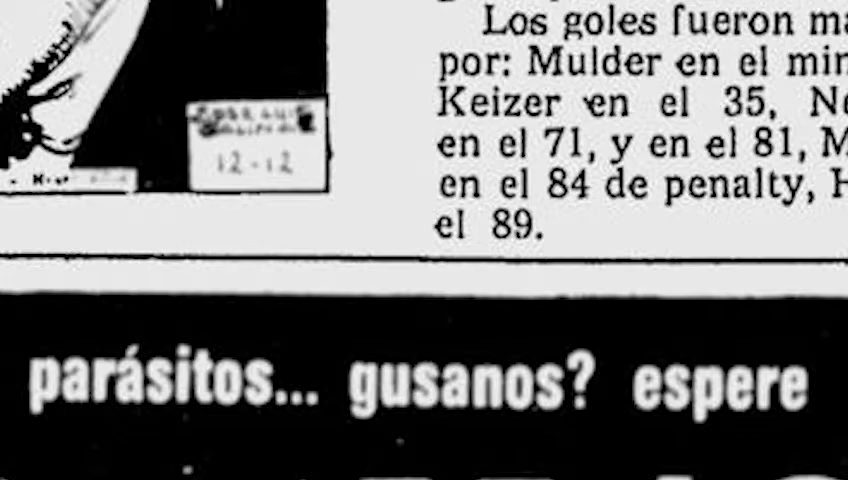 Los goles fueron ma
por: Mulder en el min
Keizer en el 35, Ne
en el 71, y en el 81, M
en el 84 de penalty, H
el 89.
12-12
parásitos... gusanos? espere